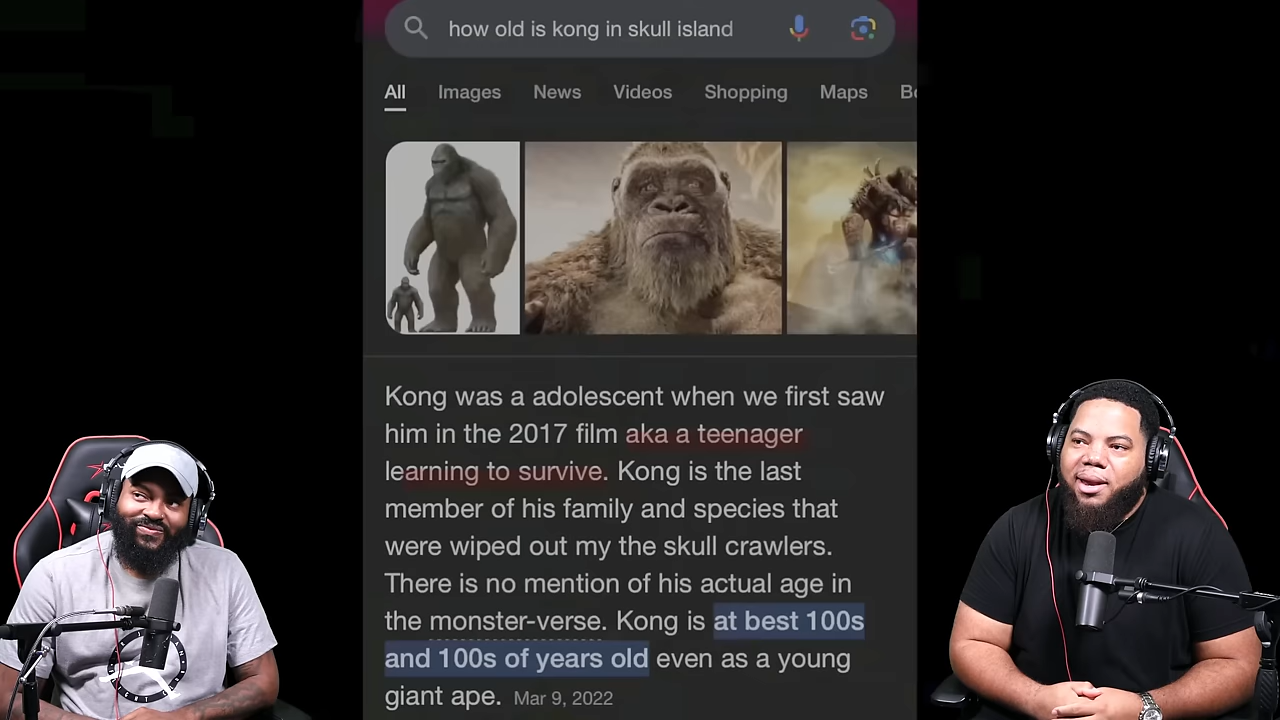 how old is kong in skull island
All Images News Videos Shopping Maps
Kong was a adolescent when we first saw
him in the 2017 film aka a teenager
learning to survive. Kong is the last
member of his family and species that
were wiped out my the skull crawlers.
There is no mention of his actual age in
the monster-verse. Kong is at best 100s
and 100s of years old even as a young
giant ape. Mar 9, 2022